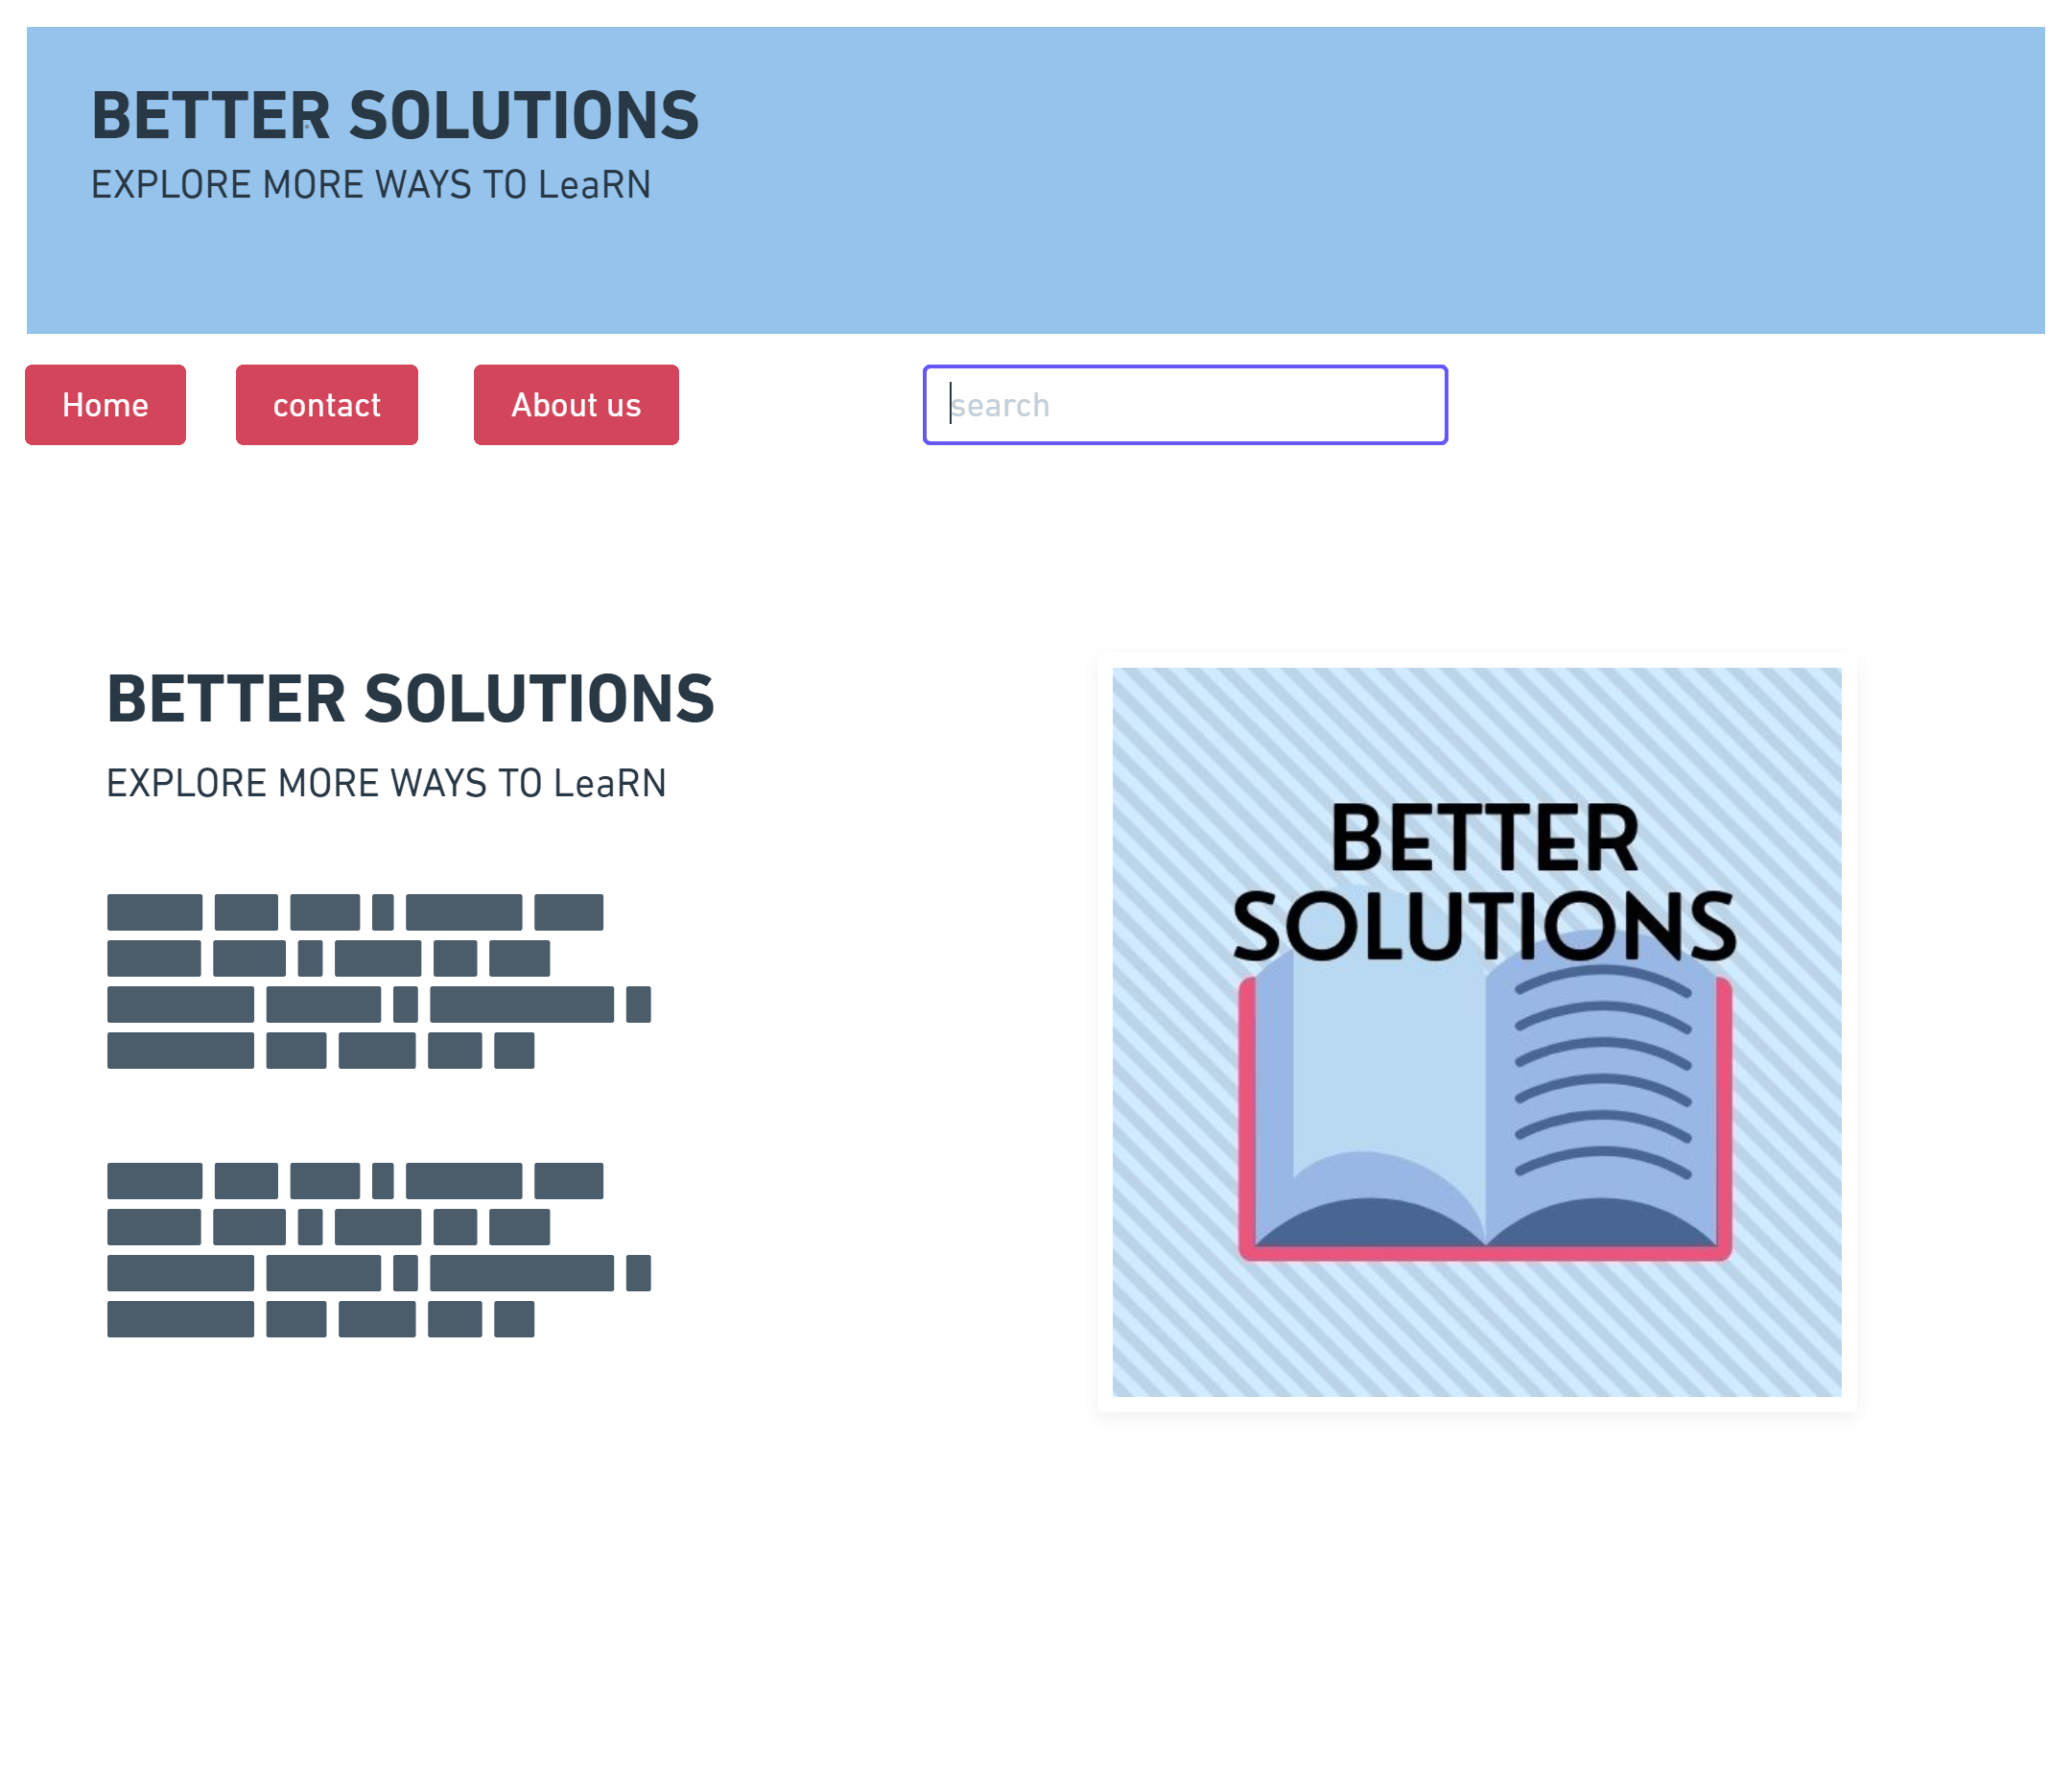 BETTER SOLUTIONS
EXPLORE MORE WAYS TO LeaRN
Home
contact
About us
search
BETTER SOLUTIONS
EXPLORE MORE WAYS TO LeaRN
BETTER
SOLUTIONS